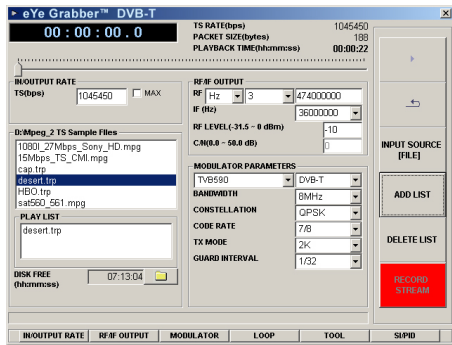 eYe Grabber™ DVB-T
00 : 00 : 00 . 0
TS RATE(bps) 1045450
PACKET SIZE(bytes) 188
PLAYBACK TIME(hh:mm:ss) 00:00:22
IN/OUTPUT RATE
TS(bps) 1045450 MAX
D:\Mpeg_2 TS Sample Files
1080I_27Mbps_Sony_HD.mpg
15Mbps_TS_CMI.mpg
cap.trp
desert.trp
HBO.trp
sat560_561.mpg
PLAY LIST
desert.trp
DISK FREE
(hh:mm:ss) 07:13:04
RF/IF OUTPUT
RF Hz 3 474000000
IF (Hz) 36000000
RF LEVEL(-31.5 ~ 0 dBm) -10
C/N(0.0 ~ 50.0 dB) 0
MODULATOR PARAMETERS
TVB590 DVB-T
BANDWIDTH 8MHz
CONSTELLATION QPSK
CODE RATE 7/8
TX MODE 2K
GUARD INTERVAL 1/32
INPUT SOURCE
[FILE]
ADD LIST
DELETE LIST
RECORD
STREAM
IN/OUTPUT RATE RF/IF OUTPUT MODULATOR LOOP TOOL SI/PID